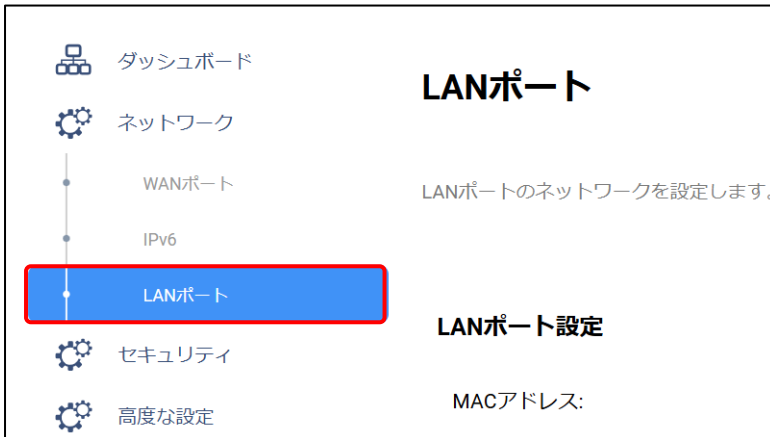 ダッシュボード
ネットワーク
WANポート
IPv6
LANポート
セキュリティ
高度な設定
LANポート
LANポートのネットワークを設定します。
LANポート設定
MACアドレス: